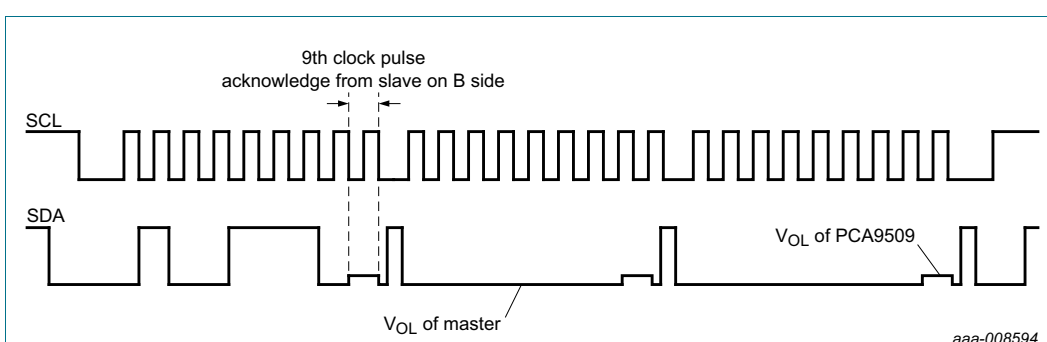 9th clock pulse
acknowledge from slave on B side
SCL
SDA
VOL of PCA9509
VOL of master
aaa-008594